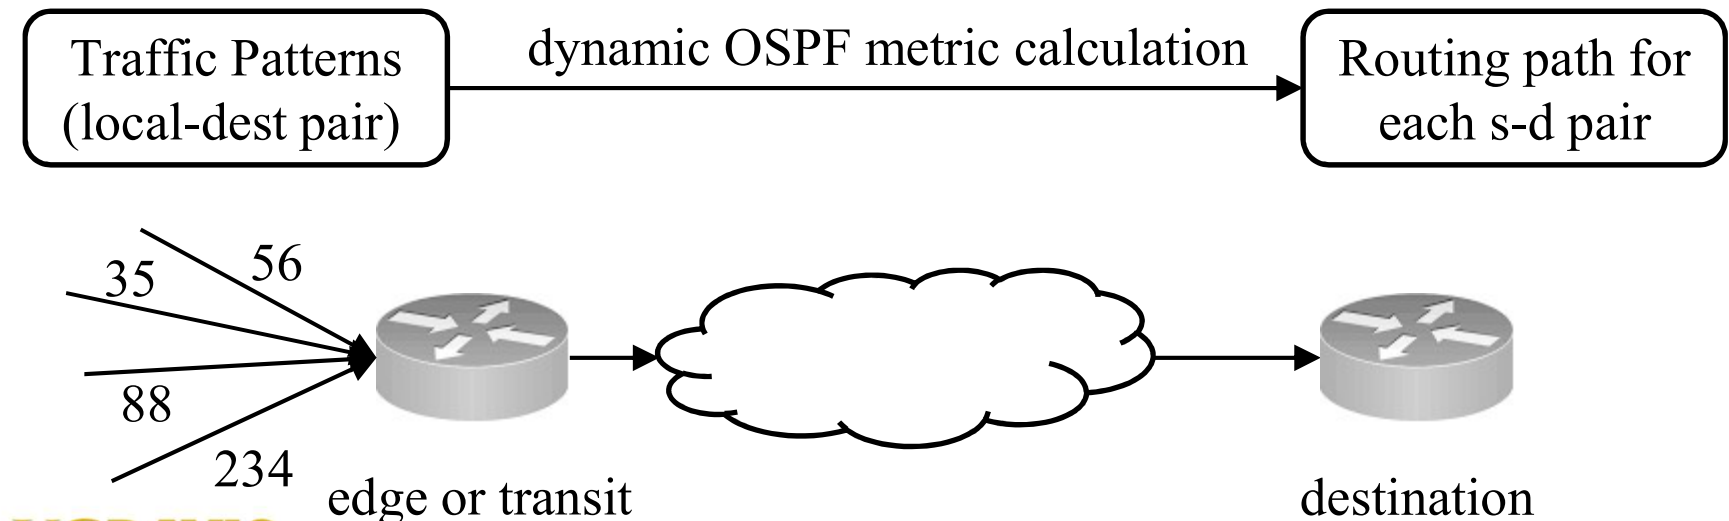 Traffic Patterns
(local-dest pair)
dynamic OSPF metric calculation
Routing path for
each s-d pair
56
35
88
234
edge or transit
destination